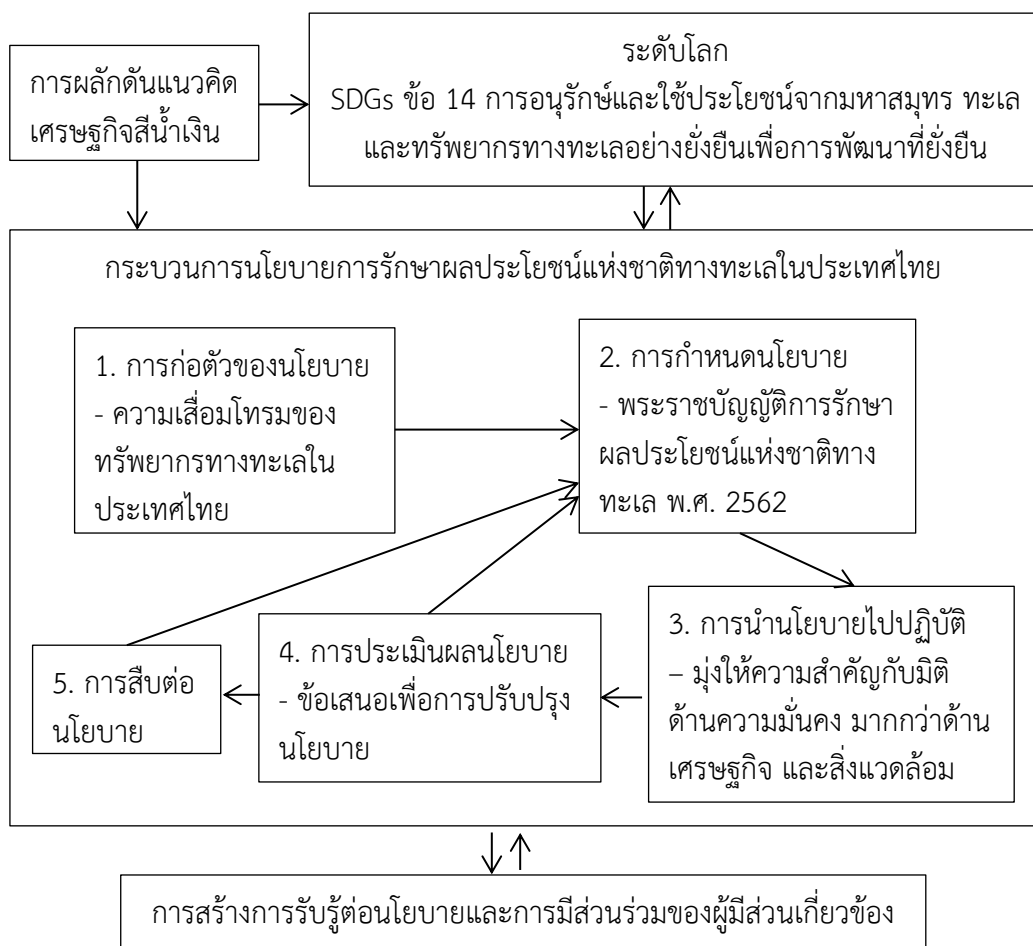 การผลักดันแนวคิด
เศรษฐกิจสีน้ำเงิน
ระดับโลก
SDGs ข้อ 14 การอนุรักษ์และใช้ประโยชน์จากมหาสมุทร ทะเล
และทรัพยากรทางทะเลอย่างยั่งยืนเพื่อการพัฒนาที่ยั่งยืน
กระบวนการนโยบายการรักษาผลประโยชน์แห่งชาติทางทะเลในประเทศไทย
1. การก่อตัวของนโยบาย
- ความเสื่อมโทรมของ
ทรัพยากรทางทะเลใน
ประเทศไทย
2. การกำหนดนโยบาย
- พระราชบัญญัติการรักษา
ผลประโยชน์แห่งชาติทาง
ทะเล พ.ศ. 2562
3. การนำนโยบายไปปฏิบัติ
– มุ่งให้ความสำคัญกับมิติ
ด้านความมั่นคง มากกว่าด้าน
เศรษฐกิจ และสิ่งแวดล้อม
4. การประเมินผลนโยบาย
- ข้อเสนอเพื่อการปรับปรุง
นโยบาย
5. การสืบต่อ
นโยบาย
การสร้างการรับรู้ต่อนโยบายและการมีส่วนร่วมของผู้มีส่วนเกี่ยวข้อง